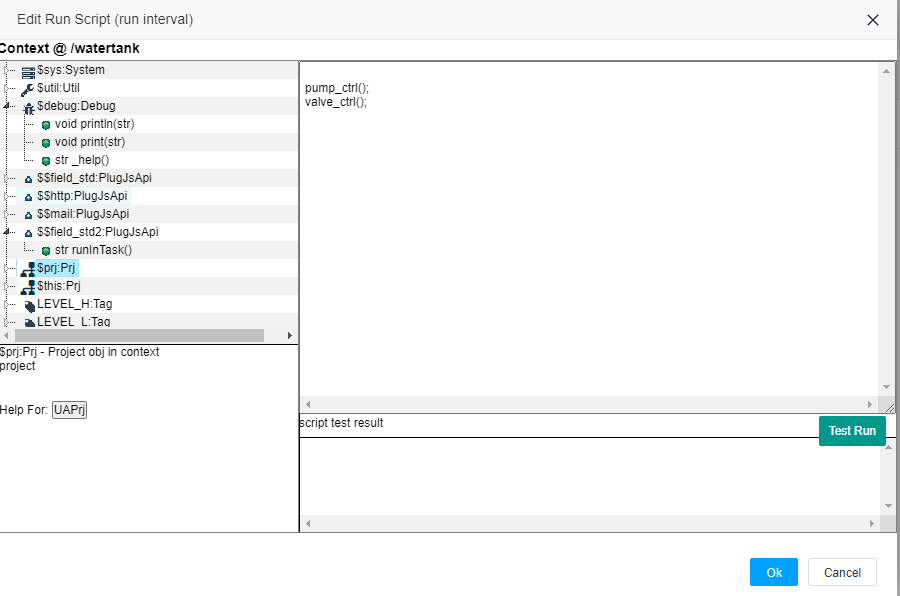 Edit Run Script (run interval)
Context @ /watertank
$sys:System
$util:Util
$debug:Debug
void println(str)
void print(str)
str _help()
$$field_std:PlugJsApi
$$http:PlugJsApi
$$mail:PlugJsApi
$$field_std2:PlugJsApi
str runInTask()
$prj:Prj
$this:Prj
LEVEL_H:Tag
LEVEL_L:Tag
$prj:Prj - Project obj in context
project
Help For: UAPrj
pump_ctrl();
valve_ctrl();
script test result
Test Run
Ok
Cancel